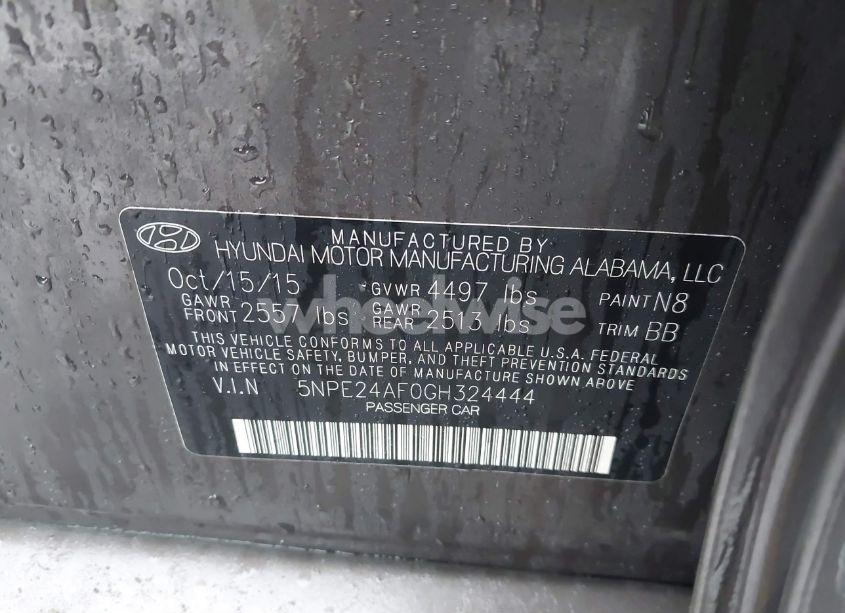 MANUFACTURED BY
HYUNDAI MOTOR MANUFACTURING ALABAMA, LLC
Oct/15/15 GVWR 4497 lbs PAINT N8
GAWR FRONT 2557 lbs GAWR REAR 2513 lbs TRIM BB
THIS VEHICLE CONFORMS TO ALL APPLICABLE U.S.A. FEDERAL
MOTOR VEHICLE SAFETY, BUMPER, AND THEFT PREVENTION STANDARDS
IN EFFECT ON THE DATE OF MANUFACTURE SHOWN ABOVE
V.I.N 5NPE24AF0GH324444
PASSENGER CAR
wheelwise